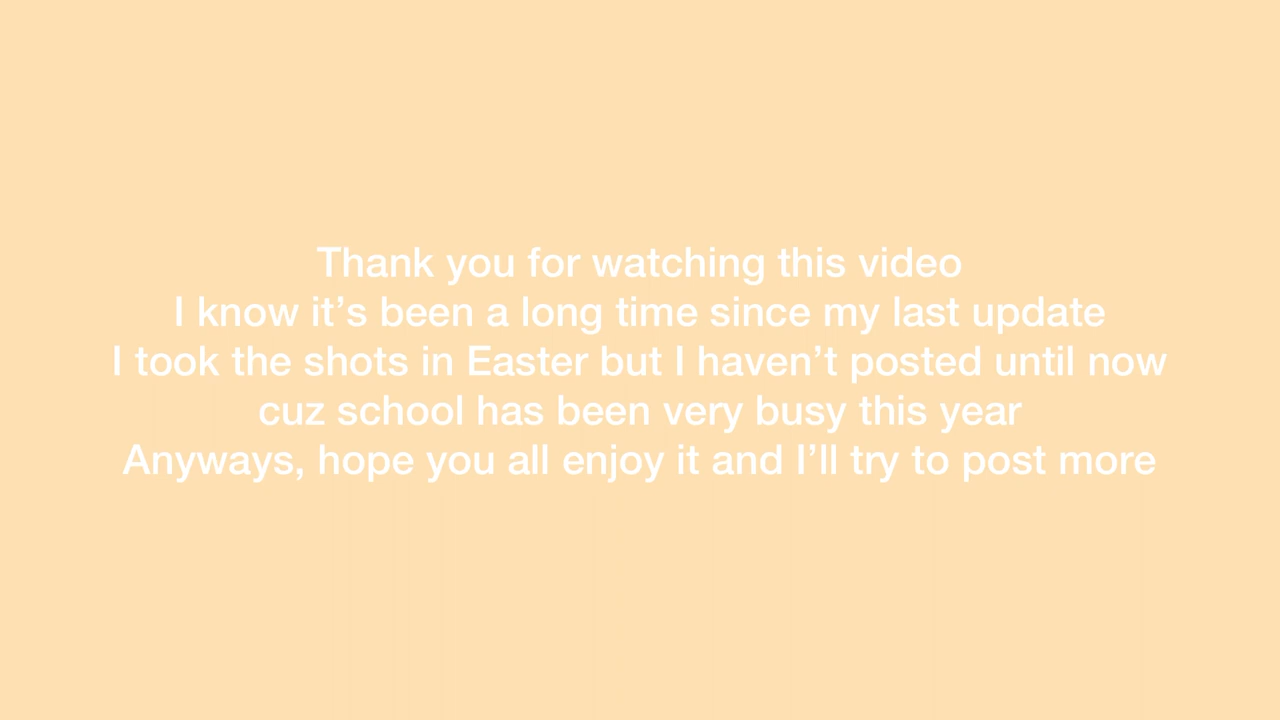 Thank you for watching this video
I know it’s been a long time since my last update
I took the shots in Easter but I haven’t posted until now
cuz school has been very busy this year
Anyways, hope you all enjoy it and I’ll try to post more